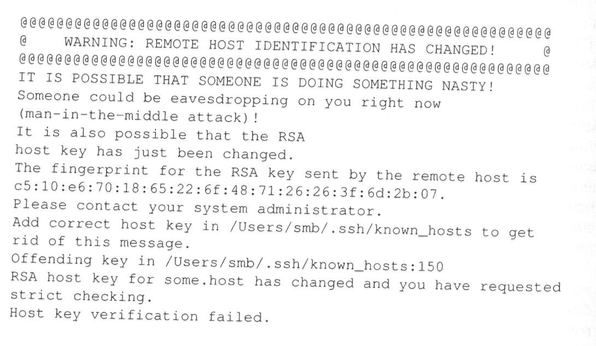 @@@@@@@@@@@@@@@@@@@@@@@@@@@@@@@@@@@@@@@@@@@@@@@@@@@@@@@@@@@
@    WARNING: REMOTE HOST IDENTIFICATION HAS CHANGED!     @
@@@@@@@@@@@@@@@@@@@@@@@@@@@@@@@@@@@@@@@@@@@@@@@@@@@@@@@@@@@
IT IS POSSIBLE THAT SOMEONE IS DOING SOMETHING NASTY!
Someone could be eavesdropping on you right now
(man-in-the-middle attack)!
It is also possible that the RSA
host key has just been changed.
The fingerprint for the RSA key sent by the remote host is
c5:10:e6:70:18:65:22:6f:48:71:26:26:3f:6d:2b:07.
Please contact your system administrator.
Add correct host key in /Users/smb/.ssh/known_hosts to get
rid of this message.
Offending key in /Users/smb/.ssh/known_hosts:150
RSA host key for some.host has changed and you have requested
strict checking.
Host key verification failed.